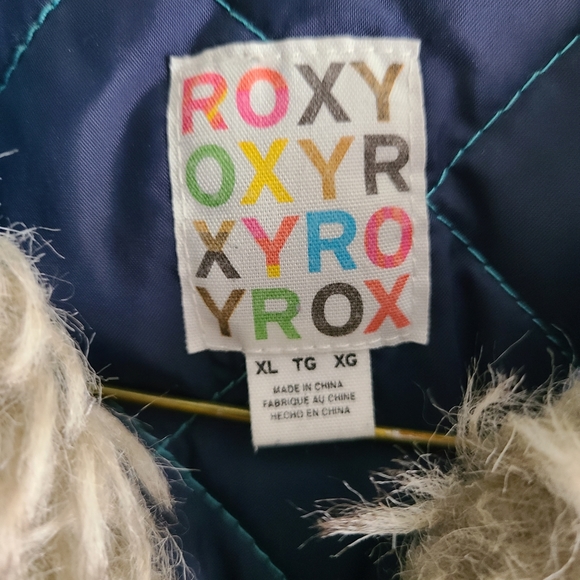 ROXY
OXYR
XYRO
YROX
XL TG XG
MADE IN CHINA
FABRIQUE AU CHINE
HECHO EN CHINA